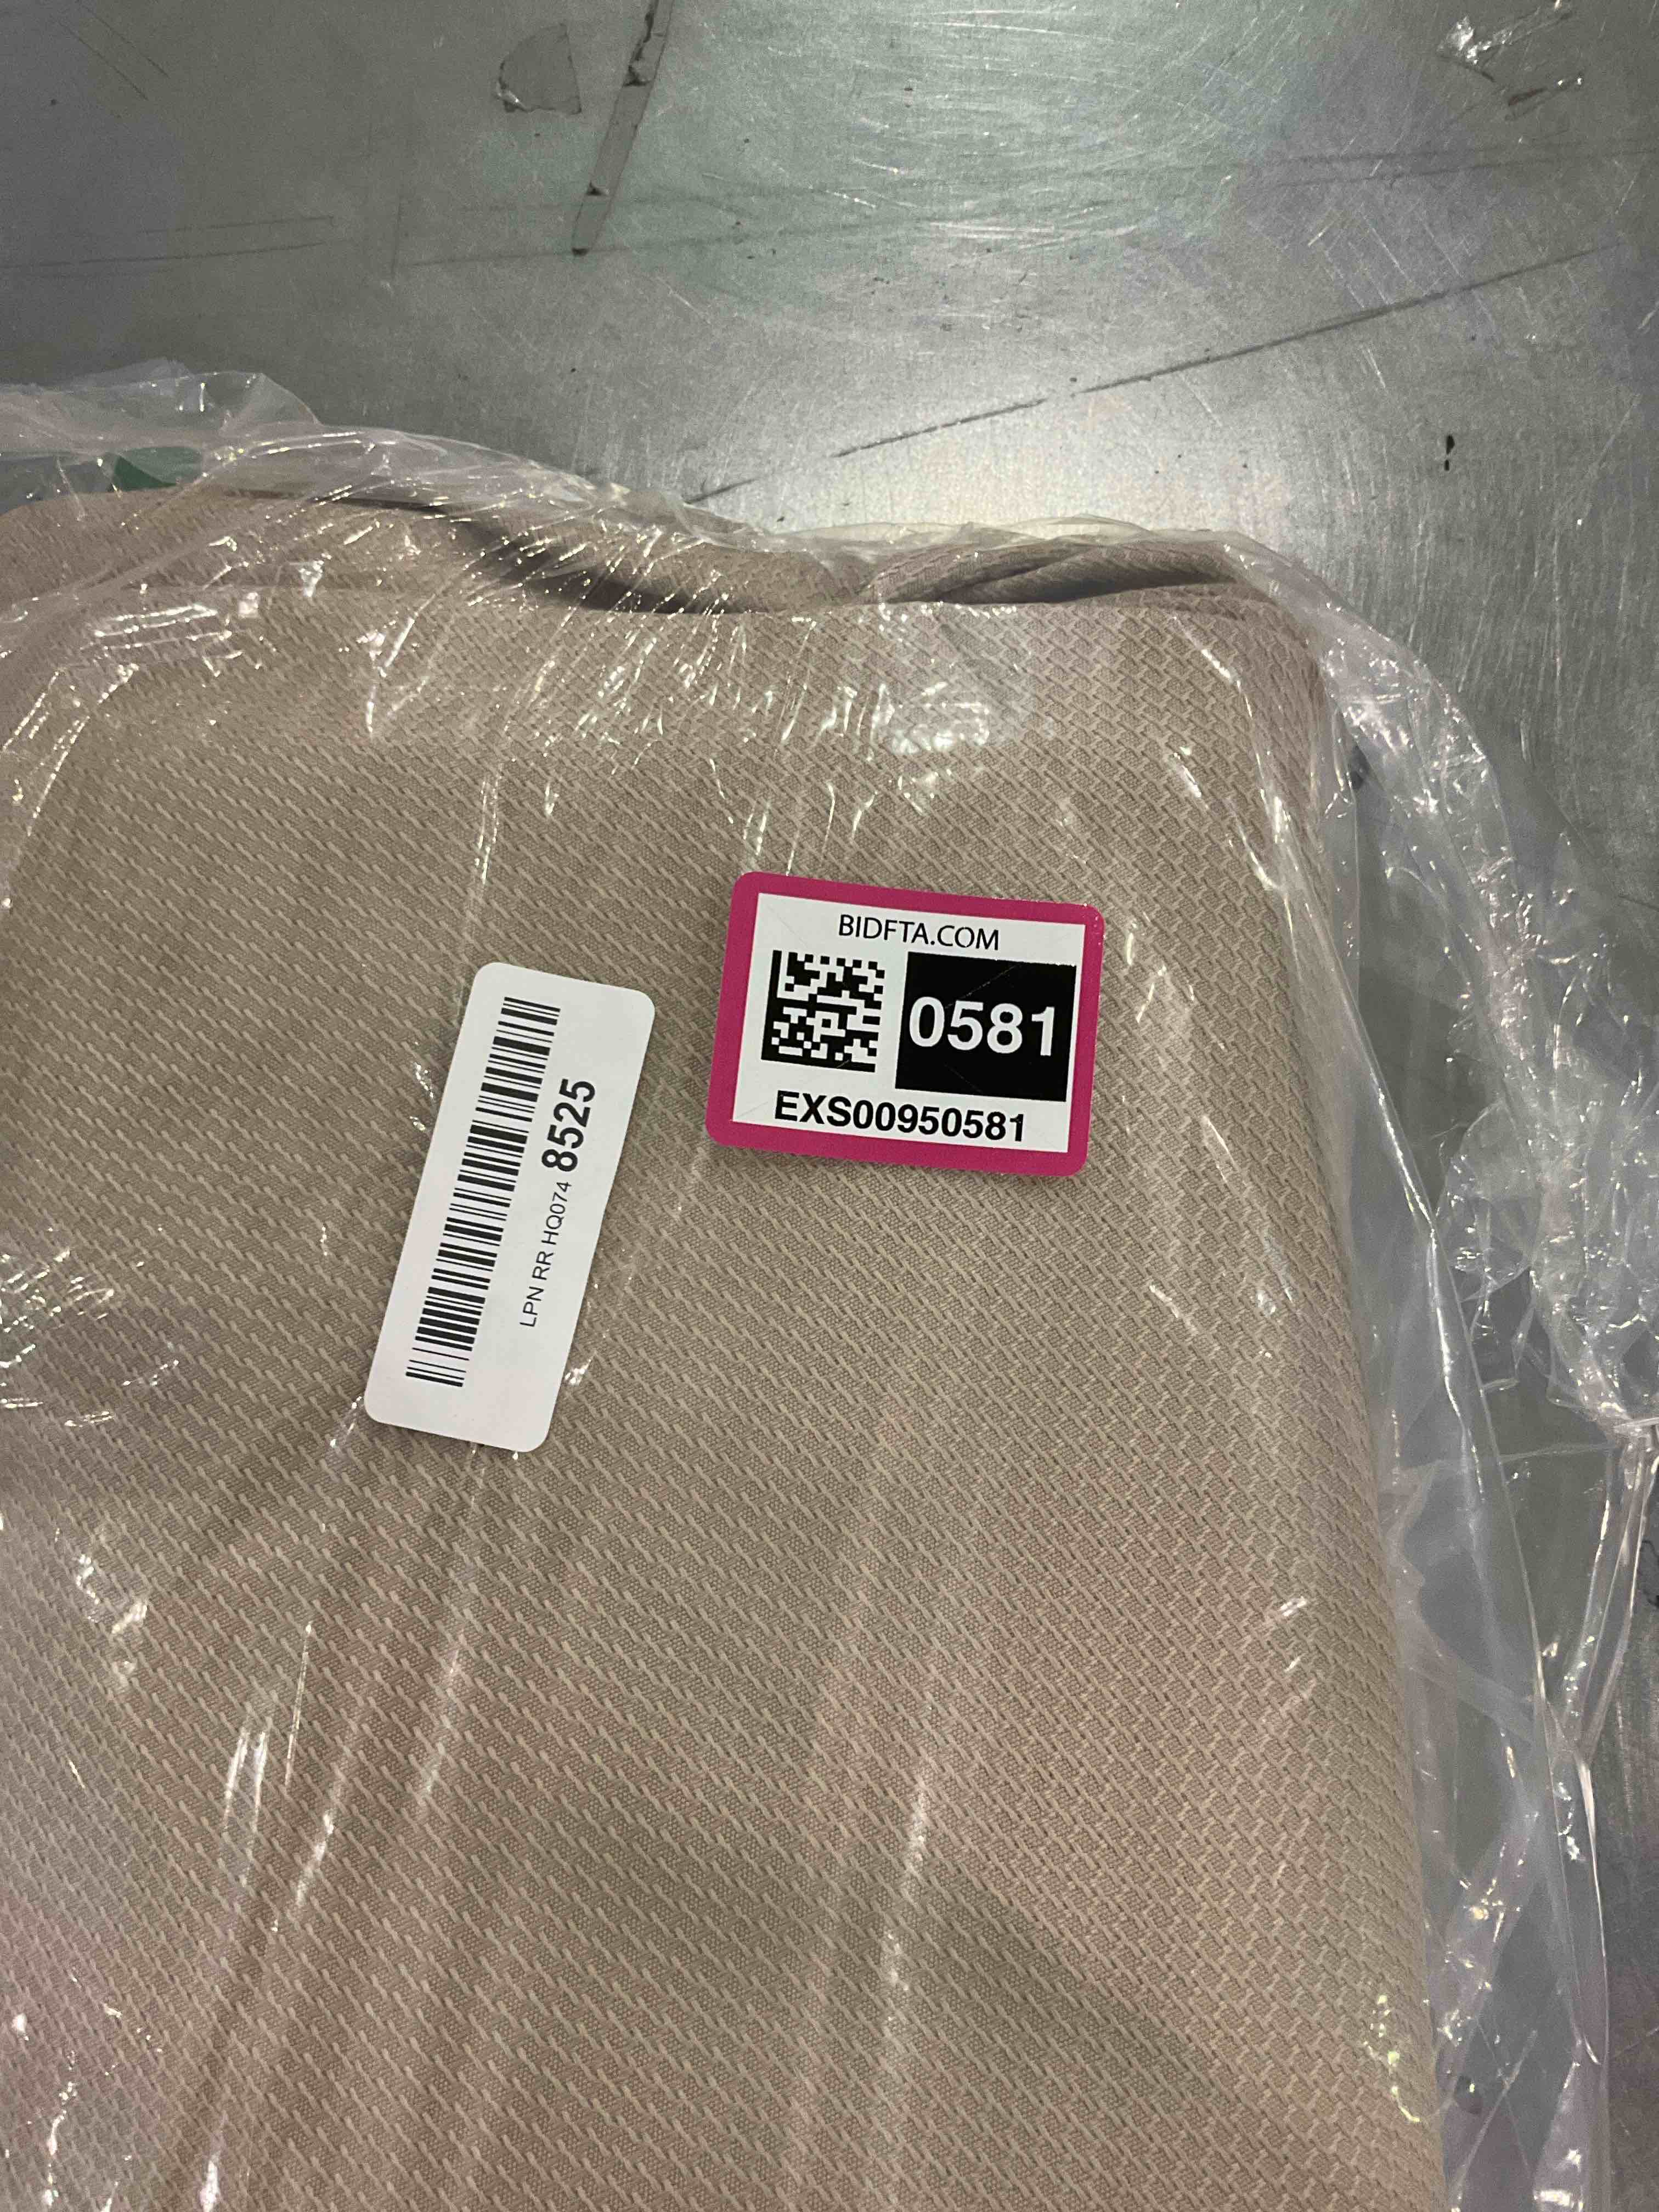 BIDFTA.COM
0581
EXS00950581
LPN RR HQ074 8525